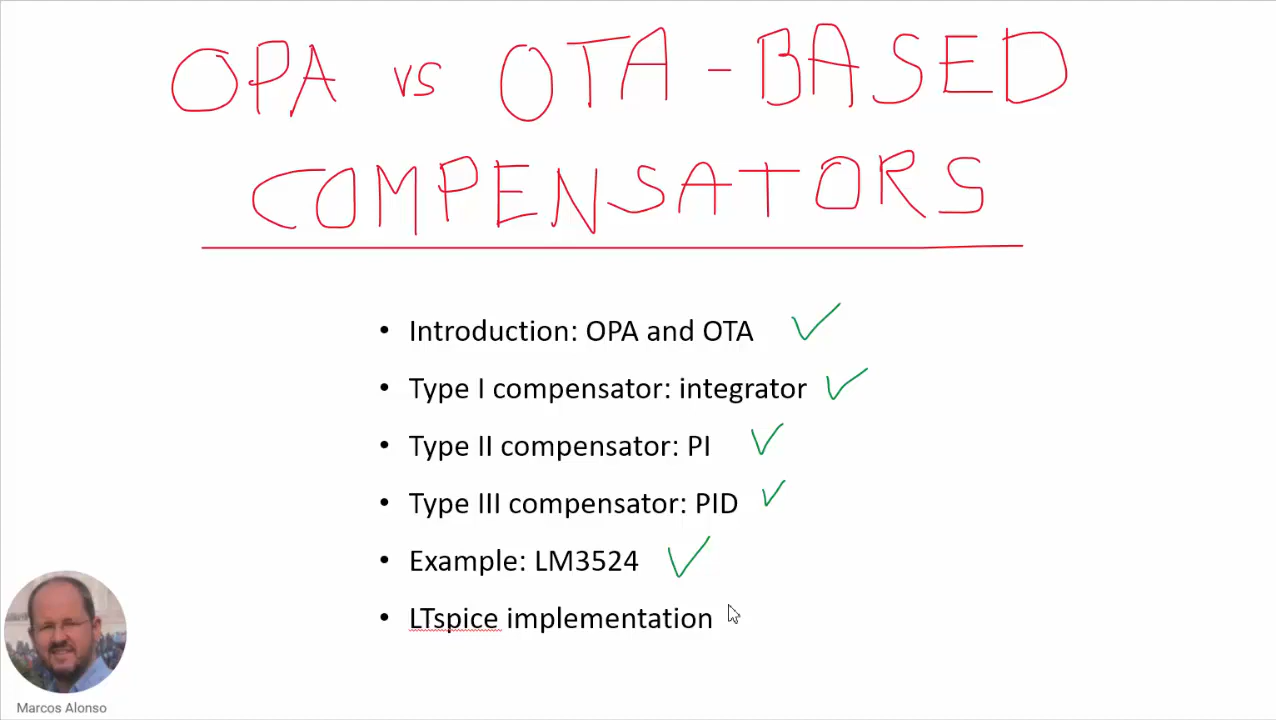 OPA vs OTA-BASED
COMPENSATORS
• Introduction: OPA and OTA
• Type I compensator: integrator
• Type II compensator: PI
• Type III compensator: PID
• Example: LM3524
• LTspice implementation
Marcos Alonso